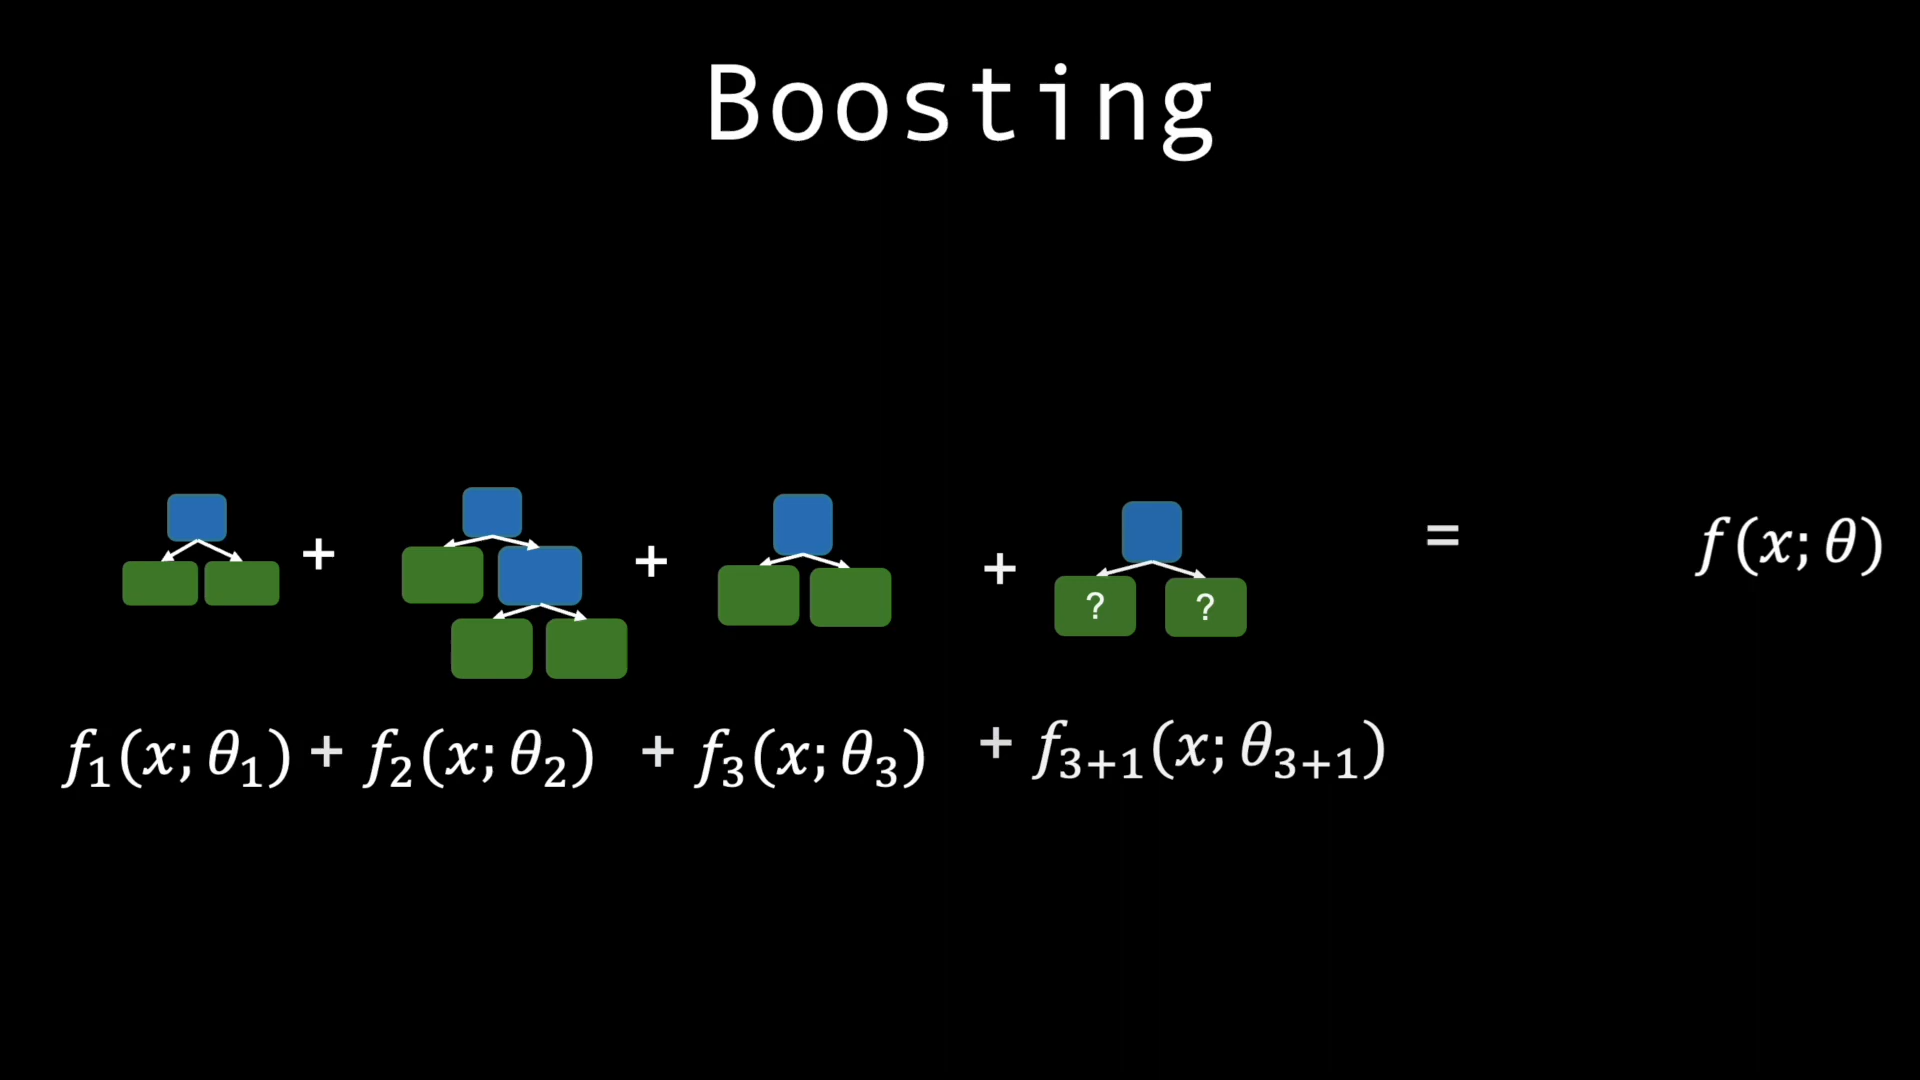 Boosting
+ + + ? ? = f(x; θ)
f₁(x; θ₁) + f₂(x; θ₂) + f₃(x; θ₃) + f₃₊₁(x; θ₃₊₁)